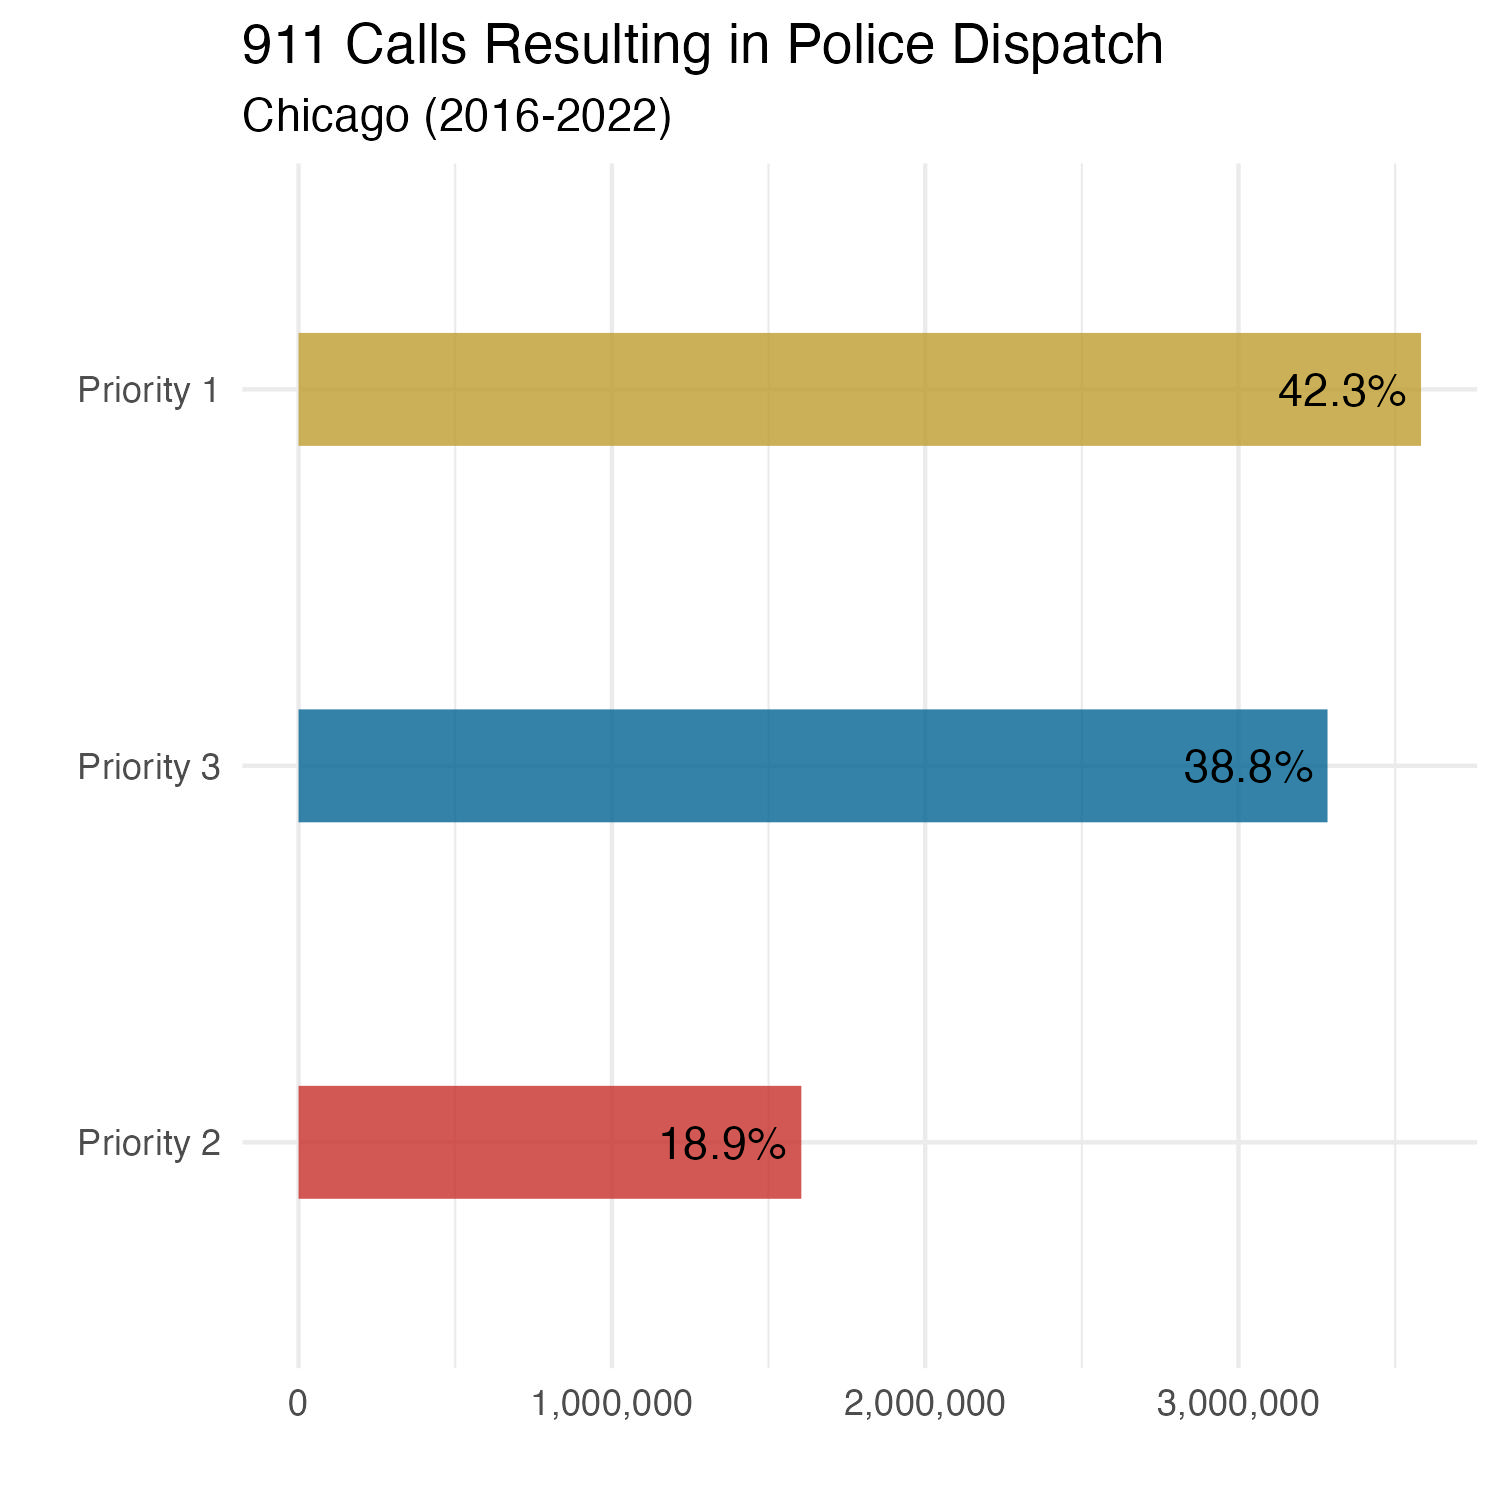 911 Calls Resulting in Police Dispatch
Chicago (2016-2022)
Priority 1
42.3%
Priority 3
38.8%
Priority 2
18.9%
0
1,000,000
2,000,000
3,000,000